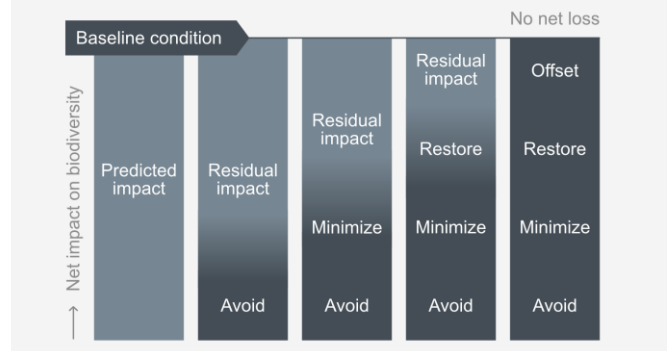 No net loss
Baseline condition
Net impact on biodiversity
Predicted
impact
Residual
impact
Avoid
Residual
impact
Minimize
Avoid
Residual
impact
Restore
Minimize
Avoid
Offset
Restore
Minimize
Avoid